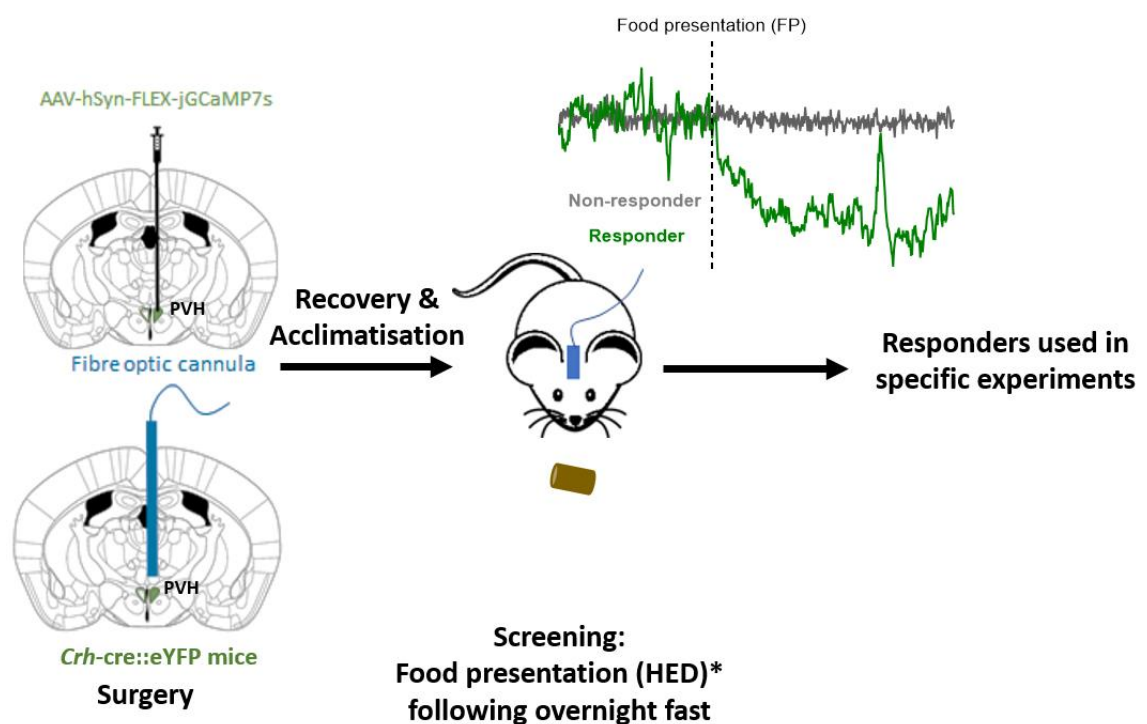 AAV-hSyn-FLEX-jGCaMP7s
PVH
Fibre optic cannula
PVH
Crh-cre::eYFP mice
Surgery
Recovery &
Acclimatisation
Food presentation (FP)
Non-responder
Responder
Screening:
Food presentation (HED)*
following overnight fast
Responders used in
specific experiments